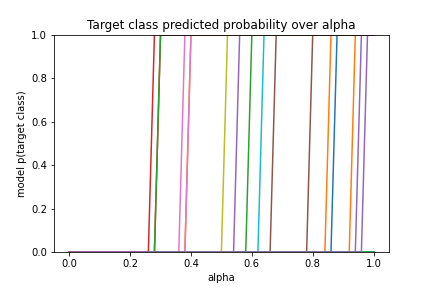 Target class predicted probability over alpha
1.0
0.8
0.6
0.4
0.2
0.0
model p(target class)
0.0 0.2 0.4 0.6 0.8 1.0
alpha